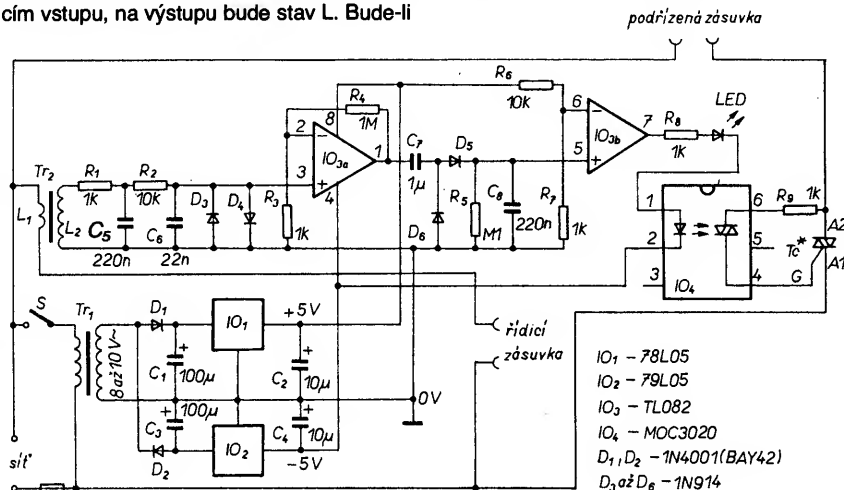 cím vstupu, na výstupu bude stav L. Bude-li
podřízená zásuvka
R6
10k
R4
1M
8
2
IO3a
1
3
4
C7
1µ
D5
6
IO3b
7
5
R8
1k
LED
Tr2
L1
L2
R1
1k
R2
10k
C5
220n
C6
22n
D3
D4
R3
1k
D6
R5
M1
C8
220n
R7
1k
1
2
3
IO4
6
5
4
R9
1k
A2
Tc*
A1
G
S
Tr1
8 až 10V~
D1
IO1
+5V
+
C1
100µ
+
C2
10µ
+
C3
100µ
+
C4
10µ
0V
D2
IO2
-5V
řídicí
zásuvka
síť
IO1 – 78L05
IO2 – 79L05
IO3 – TL082
IO4 – MOC3020
D1, D2 – 1N4001(BAY42)
D3 až D6 – 1N914